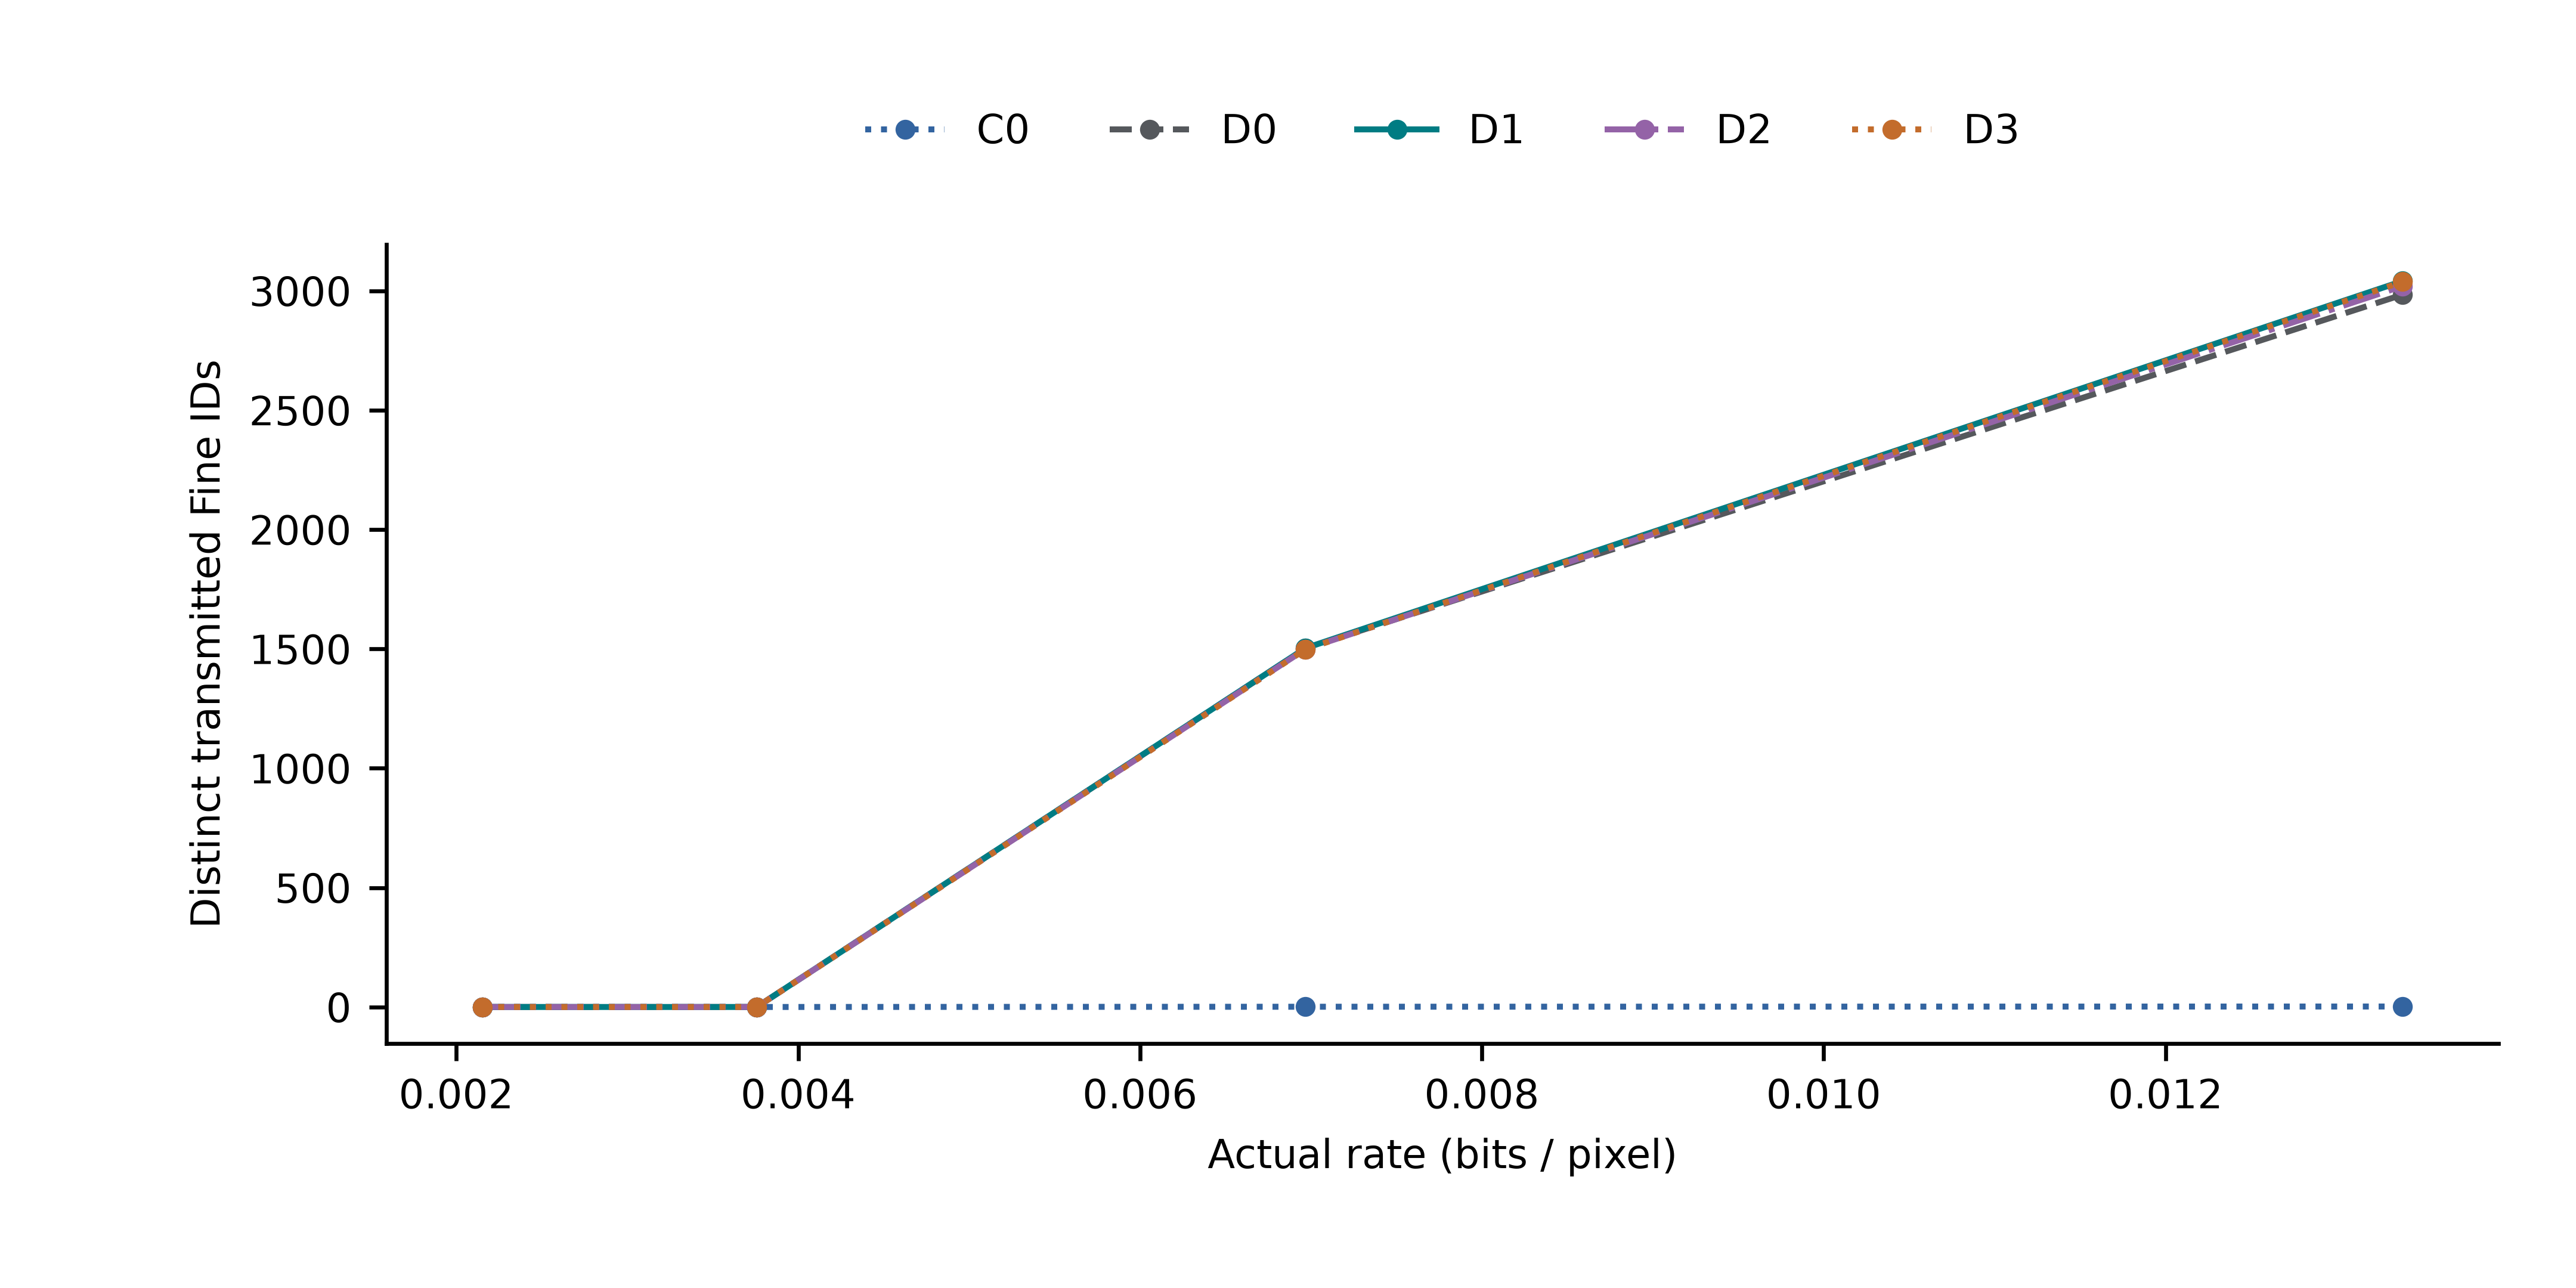 C0 D0 D1 D2 D3
Distinct transmitted Fine IDs
3000
2500
2000
1500
1000
500
0
0.002 0.004 0.006 0.008 0.010 0.012
Actual rate (bits / pixel)